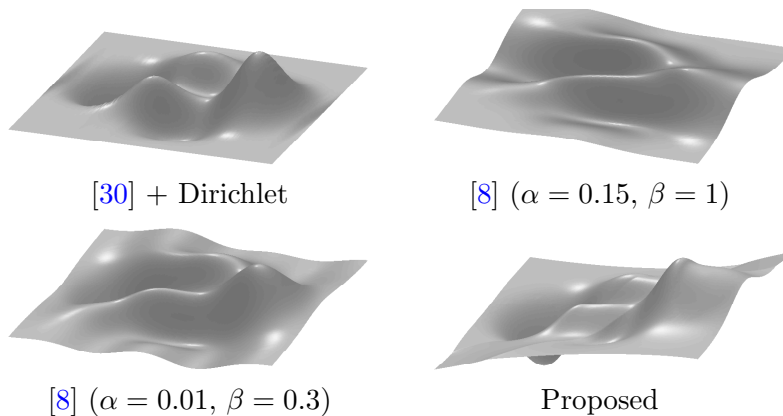 [30] + Dirichlet
[8] (α = 0.15, β = 1)
[8] (α = 0.01, β = 0.3)
Proposed